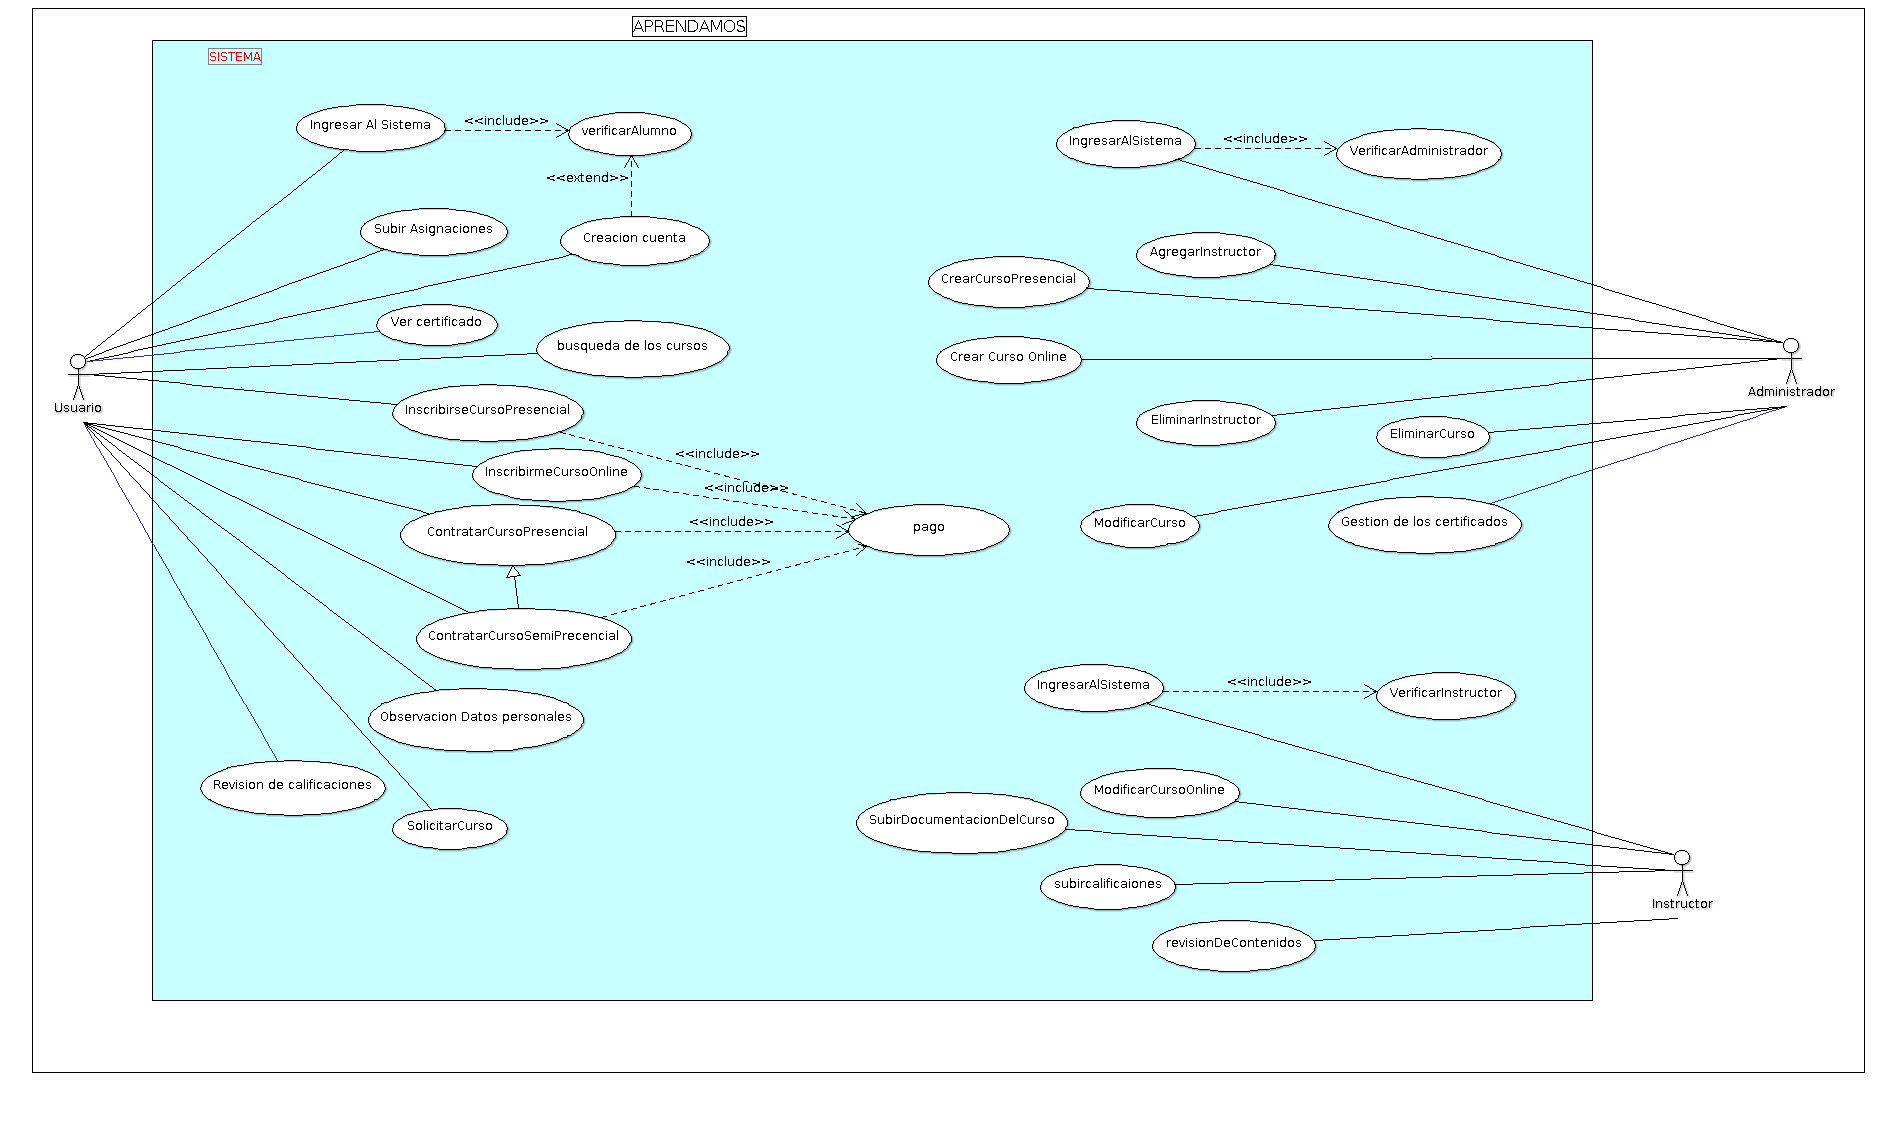 APRENDAMOS
SISTEMA
Ingresar Al Sistema
<<include>>
verificarAlumno
<<extend>>
Subir Asignaciones
Creacion cuenta
Ver certificado
busqueda de los cursos
Usuario
InscribirseCursoPresencial
<<include>>
InscribirmeCursoOnline
<<include>>
ContratarCursoPresencial
<<include>>
pago
<<include>>
ContratarCursoSemiPrecencial
Observacion Datos personales
Revision de calificaciones
SolicitarCurso
IngresarAlSistema
<<include>>
VerificarAdministrador
AgregarInstructor
CrearCursoPresencial
Crear Curso Online
Administrador
EliminarInstructor
EliminarCurso
ModificarCurso
Gestion de los certificados
IngresarAlSistema
<<include>>
VerificarInstructor
ModificarCursoOnline
SubirDocumentacionDelCurso
subircalificaiones
Instructor
revisionDeContenidos